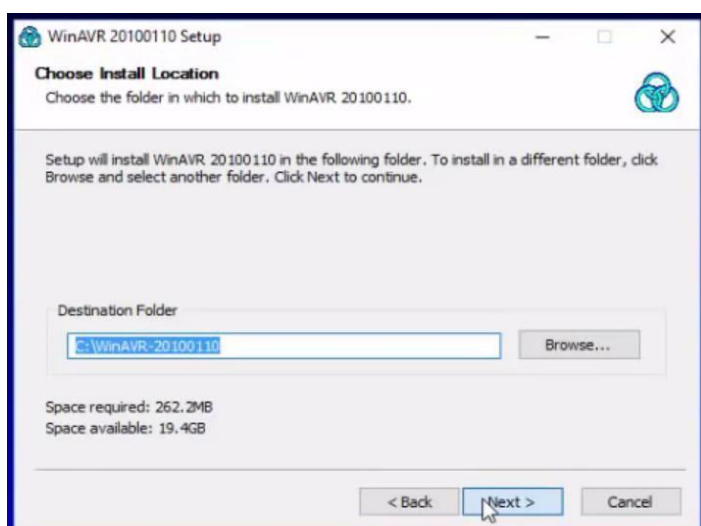 WinAVR 20100110 Setup
Choose Install Location
Choose the folder in which to install WinAVR 20100110.
Setup will install WinAVR 20100110 in the following folder. To install in a different folder, click
Browse and select another folder. Click Next to continue.
Destination Folder
C:\WinAVR-20100110
Browse...
Space required: 262.2MB
Space available: 19.4GB
< Back
Next >
Cancel